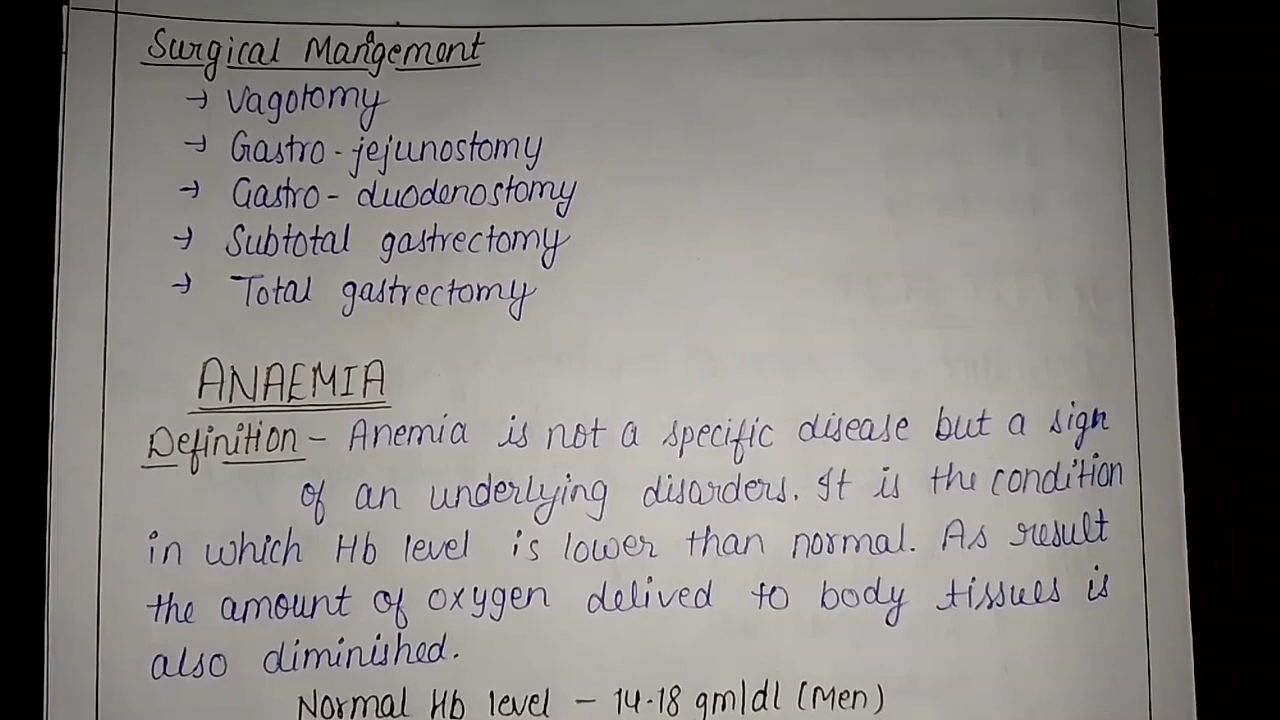 Surgical Mangement
→ Vagotomy
→ Gastro-jejunostomy
→ Gastro-duodenostomy
→ Subtotal gastrectomy
→ Total gastrectomy
ANAEMIA
Definition - Anemia is not a specific disease but a sign
of an underlying disorders. It is the condition
in which Hb level is lower than normal. As result
the amount of oxygen delived to body tissues is
also diminished.
Normal Hb level - 14-18 gm/dl (Men)